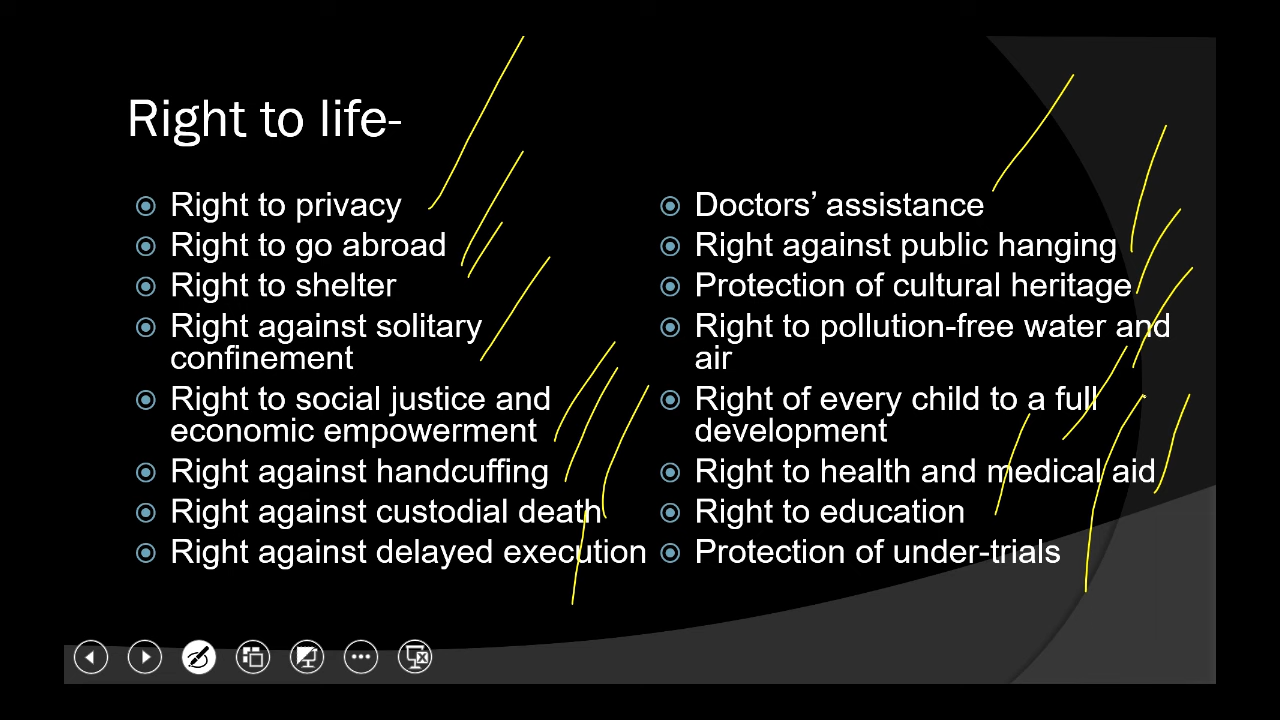 Right to life-
Right to privacy
Right to go abroad
Right to shelter
Right against solitary
confinement
Right to social justice and
economic empowerment
Right against handcuffing
Right against custodial death
Right against delayed execution
Doctors’ assistance
Right against public hanging
Protection of cultural heritage
Right to pollution-free water and
air
Right of every child to a full
development
Right to health and medical aid
Right to education
Protection of under-trials